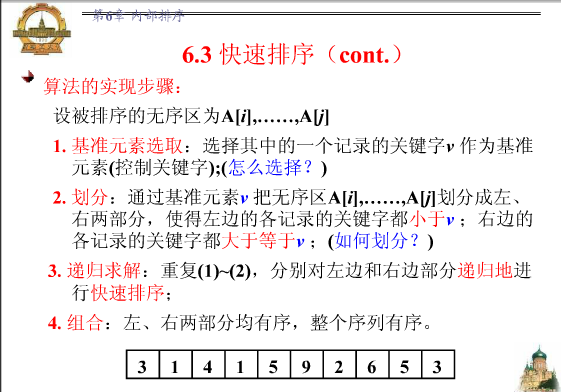 第6章 内部排序
6.3 快速排序（cont.）
算法的实现步骤：
设被排序的无序区为A[i],……,A[j]
1. 基准元素选取：选择其中的一个记录的关键字v 作为基准
元素(控制关键字);(怎么选择？)
2. 划分：通过基准元素v 把无序区A[i],……,A[j]划分成左、
右两部分，使得左边的各记录的关键字都小于v；右边的
各记录的关键字都大于等于v；(如何划分？)
3. 递归求解：重复(1)~(2)，分别对左边和右边部分递归地进
行快速排序；
4. 组合：左、右两部分均有序，整个序列有序。
3 1 4 1 5 9 2 6 5 3